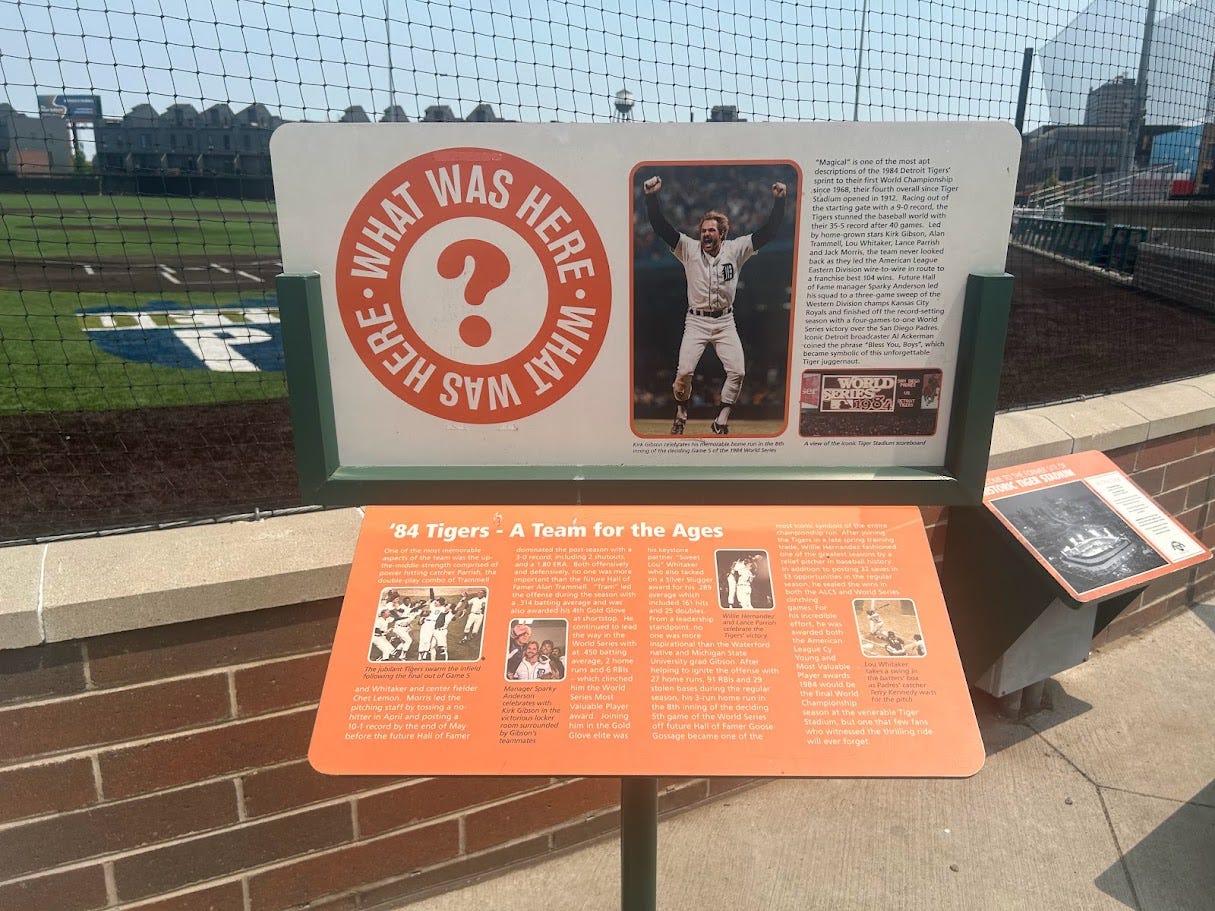 WHAT WAS HERE · WHAT WAS HERE ·
?
"Magical" is one of the most apt
descriptions of the 1984 Detroit Tigers'
sprint to their first World Championship
since 1968, their fourth overall since Tiger
Stadium opened in 1912. Racing out of
the starting gate with a 9-0 record, the
Tigers stunned the baseball world with
their 35-5 record after 40 games. Led
by home-grown stars Kirk Gibson, Alan
Trammell, Lou Whitaker, Lance Parrish
and Jack Morris, the team never looked
back as they led the American League
Eastern Division wire-to-wire in route to
a franchise best 104 wins. Future Hall
of Fame manager Sparky Anderson led
his squad to a three-game sweep of the
Western Division champs Kansas City
Royals and finished off the record-setting
season with a four-games-to-one World
Series victory over the San Diego Padres.
Iconic Detroit broadcaster Al Ackerman
coined the phrase "Bless You, Boys", which
became symbolic of this unforgettable
Tiger juggernaut.
WORLD
SERIES
1984
SAN DIEGO
PADRES
VS
DETROIT
TIGERS
Kirk Gibson celebrates his memorable home run in the 8th
inning of the deciding Game 5 of the 1984 World Series
A view of the iconic Tiger Stadium scoreboard
'84 Tigers - A Team for the Ages
One of the most memorable
aspects of the team was the up-
the-middle strength comprised of
power hitting catcher Parrish, the
double-play combo of Trammell
The jubilant Tigers swarm the infield
following the final out of Game 5
and Whitaker and center fielder
Chet Lemon. Morris led the
pitching staff by tossing a no-
hitter in April and posting a
10-1 record by the end of May
before the future Hall of Famer
dominated the post-season with a
3-0 record, including 2 shutouts,
and a 1.80 ERA. Both offensively
and defensively, no one was more
important than the future Hall of
Famer Alan Trammell. "Tram" led
the offense during the season with
a .314 batting average and was
also awarded his 4th Gold Glove
at shortstop. He
continued to lead
the way in the
World Series with
at .450 batting
average, 2 home
runs and 6 RBIs
- which clinched
him the World
Series Most
Valuable Player
award. Joining
him in the Gold
Glove elite was
Manager Sparky
Anderson
celebrates with
Kirk Gibson in the
victorious locker
room surrounded
by Gibson's
teammates
his keystone
partner "Sweet
Lou" Whitaker
who also tacked
on a Silver Slugger
award for his .289
average which
included 161 hits
and 25 doubles.
From a leadership
standpoint, no
one was more
inspirational than the Waterford
native and Michigan State
University grad Gibson. After
helping to ignite the offense with
27 home runs, 91 RBIs and 29
stolen bases during the regular
season, his 3-run home run in
the 8th inning of the deciding
5th game of the World Series
off future Hall of Famer Goose
Gossage became one of the
Willie Hernandez
and Lance Parrish
celebrate the
Tigers' victory
most iconic symbols of the entire
championship run. After joining
the Tigers in a late spring training
trade, Willie Hernandez fashioned
one of the greatest seasons by a
relief pitcher in baseball history.
In addition to posting 32 saves in
33 opportunities in the regular
season, he sealed the wins in
both the ALCS and World Series
clinching
games. For
his incredible
effort, he was
awarded both
the American
League Cy
Young and
Most Valuable
Player awards.
1984 would be
the final World
Championship
season at the venerable Tiger
Stadium, but one that few fans
who witnessed the thrilling ride
will ever forget.
Lou Whitaker
takes a swing in
the batters' box
as Padres' catcher
Terry Kennedy waits
for the pitch
TO THE FORMER SITE OF
HISTORIC TIGER STADIUM